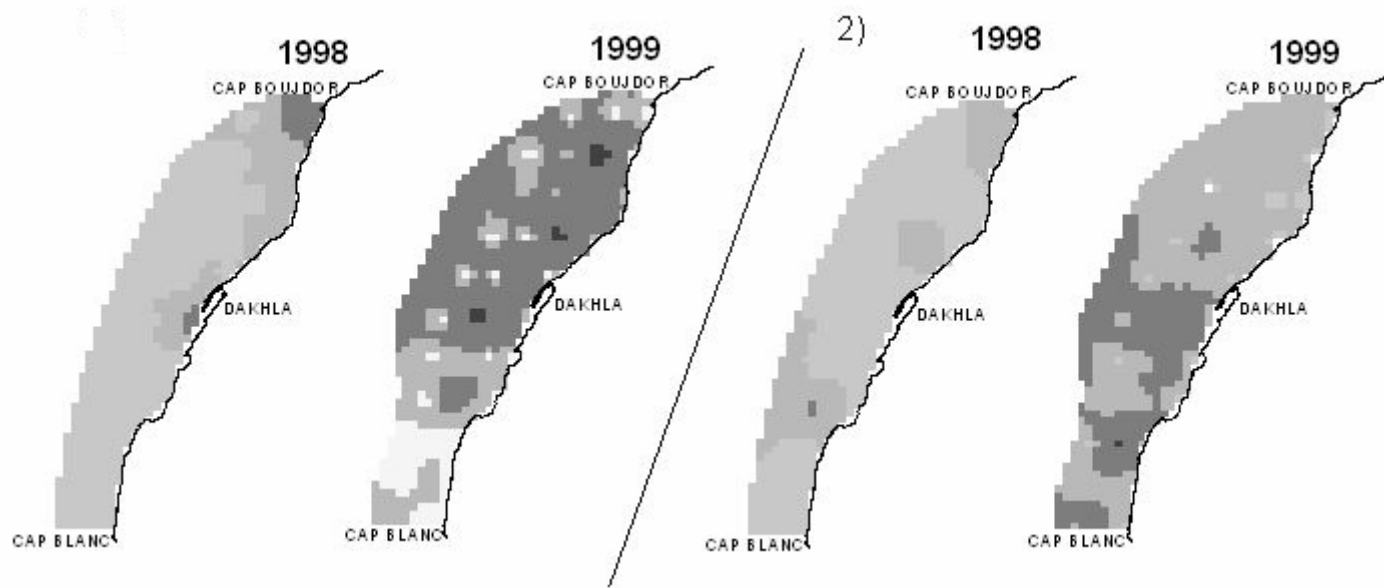 1998
CAP BOUJDOR
DAKHLA
CAP BLANC
1999
CAP BOUJDOR
DAKHLA
CAP BLANC
2)
1998
CAP BOUJDOR
DAKHLA
CAP BLANC
1999
CAP BOUJDOR
DAKHLA
CAP BLANC